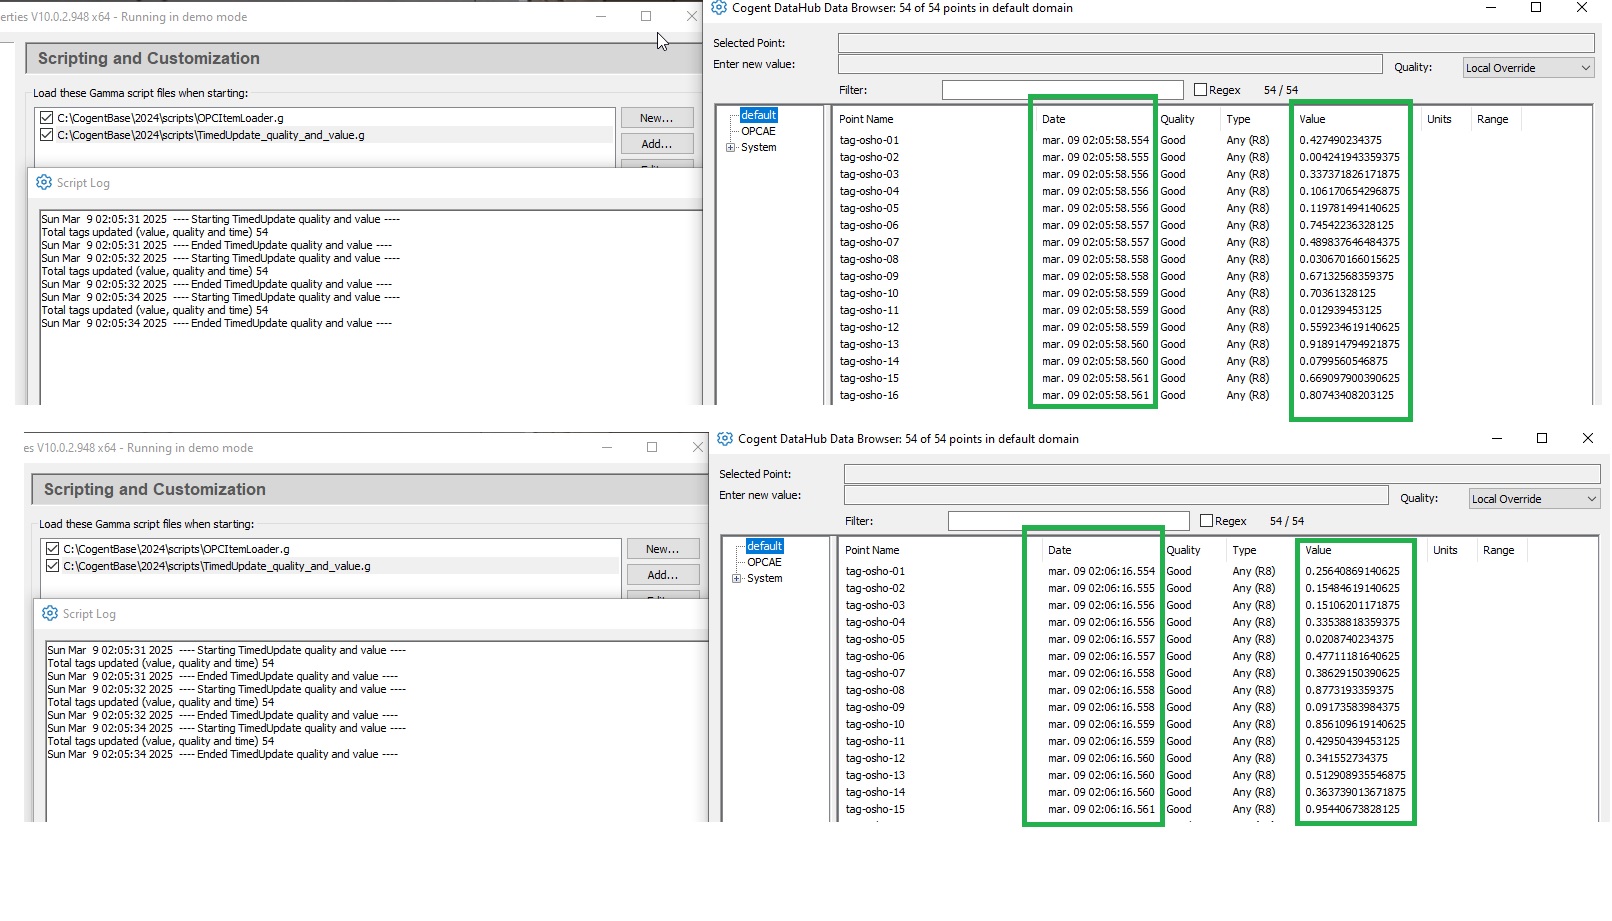 erties V10.0.2.948 x64 - Running in demo mode
Scripting and Customization
Load these Gamma script files when starting:
C:\CogentBase\2024\scripts\OPCItemLoader.g
C:\CogentBase\2024\scripts\TimedUpdate_quality_and_value.g
New...
Add...
Script Log
Sun Mar 9 02:05:31 2025 ---- Starting TimedUpdate quality and value ----
Total tags updated (value, quality and time) 54
Sun Mar 9 02:05:31 2025 ---- Ended TimedUpdate quality and value ----
Sun Mar 9 02:05:32 2025 ---- Starting TimedUpdate quality and value ----
Total tags updated (value, quality and time) 54
Sun Mar 9 02:05:32 2025 ---- Ended TimedUpdate quality and value ----
Sun Mar 9 02:05:34 2025 ---- Starting TimedUpdate quality and value ----
Total tags updated (value, quality and time) 54
Sun Mar 9 02:05:34 2025 ---- Ended TimedUpdate quality and value ----
Cogent DataHub Data Browser: 54 of 54 points in default domain
Selected Point:
Enter new value:
Quality: Local Override
Filter: Regex 54 / 54
default
OPCAE
System
Point Name Date Quality Type Value Units Range
tag-osho-01 mar. 09 02:05:58.554 Good Any (R8) 0.427490234375
tag-osho-02 mar. 09 02:05:58.555 Good Any (R8) 0.004241943359375
tag-osho-03 mar. 09 02:05:58.556 Good Any (R8) 0.337371826171875
tag-osho-04 mar. 09 02:05:58.556 Good Any (R8) 0.106170654296875
tag-osho-05 mar. 09 02:05:58.556 Good Any (R8) 0.119781494140625
tag-osho-06 mar. 09 02:05:58.557 Good Any (R8) 0.74542236328125
tag-osho-07 mar. 09 02:05:58.557 Good Any (R8) 0.489837646484375
tag-osho-08 mar. 09 02:05:58.558 Good Any (R8) 0.030670166015625
tag-osho-09 mar. 09 02:05:58.558 Good Any (R8) 0.67132568359375
tag-osho-10 mar. 09 02:05:58.559 Good Any (R8) 0.70361328125
tag-osho-11 mar. 09 02:05:58.559 Good Any (R8) 0.012939453125
tag-osho-12 mar. 09 02:05:58.559 Good Any (R8) 0.559234619140625
tag-osho-13 mar. 09 02:05:58.560 Good Any (R8) 0.918914794921875
tag-osho-14 mar. 09 02:05:58.560 Good Any (R8) 0.0799560546875
tag-osho-15 mar. 09 02:05:58.561 Good Any (R8) 0.669097900390625
tag-osho-16 mar. 09 02:05:58.561 Good Any (R8) 0.80743408203125
es V10.0.2.948 x64 - Running in demo mode
Scripting and Customization
Load these Gamma script files when starting:
C:\CogentBase\2024\scripts\OPCItemLoader.g
C:\CogentBase\2024\scripts\TimedUpdate_quality_and_value.g
New...
Add...
Script Log
Sun Mar 9 02:05:31 2025 ---- Starting TimedUpdate quality and value ----
Total tags updated (value, quality and time) 54
Sun Mar 9 02:05:31 2025 ---- Ended TimedUpdate quality and value ----
Sun Mar 9 02:05:32 2025 ---- Starting TimedUpdate quality and value ----
Total tags updated (value, quality and time) 54
Sun Mar 9 02:05:32 2025 ---- Ended TimedUpdate quality and value ----
Sun Mar 9 02:05:34 2025 ---- Starting TimedUpdate quality and value ----
Total tags updated (value, quality and time) 54
Sun Mar 9 02:05:34 2025 ---- Ended TimedUpdate quality and value ----
Cogent DataHub Data Browser: 54 of 54 points in default domain
Selected Point:
Enter new value:
Quality: Local Override
Filter: Regex 54 / 54
default
OPCAE
System
Point Name Date Quality Type Value Units Range
tag-osho-01 mar. 09 02:06:16.554 Good Any (R8) 0.25640869140625
tag-osho-02 mar. 09 02:06:16.555 Good Any (R8) 0.15484619140625
tag-osho-03 mar. 09 02:06:16.556 Good Any (R8) 0.15106201171875
tag-osho-04 mar. 09 02:06:16.556 Good Any (R8) 0.33538818359375
tag-osho-05 mar. 09 02:06:16.557 Good Any (R8) 0.0208740234375
tag-osho-06 mar. 09 02:06:16.557 Good Any (R8) 0.47711181640625
tag-osho-07 mar. 09 02:06:16.558 Good Any (R8) 0.38629150390625
tag-osho-08 mar. 09 02:06:16.558 Good Any (R8) 0.8773193359375
tag-osho-09 mar. 09 02:06:16.558 Good Any (R8) 0.09173583984375
tag-osho-10 mar. 09 02:06:16.559 Good Any (R8) 0.856109619140625
tag-osho-11 mar. 09 02:06:16.559 Good Any (R8) 0.42950439453125
tag-osho-12 mar. 09 02:06:16.560 Good Any (R8) 0.341552734375
tag-osho-13 mar. 09 02:06:16.560 Good Any (R8) 0.512908935546875
tag-osho-14 mar. 09 02:06:16.560 Good Any (R8) 0.363739013671875
tag-osho-15 mar. 09 02:06:16.561 Good Any (R8) 0.95440673828125